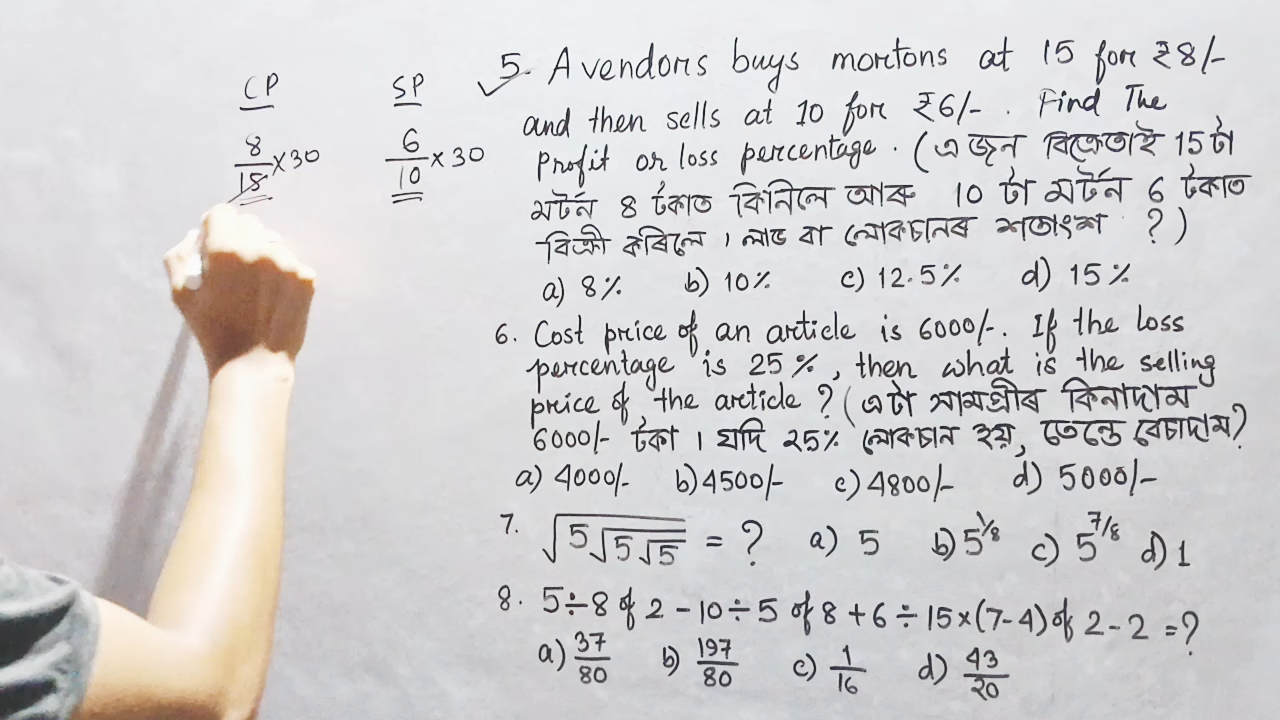 CP
SP
8/15 × 30
6/10 × 30
✓5. A vendors buys mortons at 15 for ₹8/-
and then sells at 10 for ₹6/- . Find The
Profit or loss percentage. (এ জন বিক্ৰেতাই 15 টা
মৰ্টন 8 টকাত কিনিলে আৰু 10 টা মৰ্টন 6 টকাত
বিক্ৰী কৰিলে। লাভ বা লোকচানৰ শতাংশ ?)
a) 8% b) 10% c) 12.5% d) 15%
6. Cost price of an article is 6000/-. If the loss
percentage is 25%, then what is the selling
price of the article ? (এটা সামগ্ৰীৰ কিনাদাম
6000/- টকা। যদি 25% লোকচান হয়, তেন্তে বেচাদাম?
a) 4000/- b) 4500/- c) 4800/- d) 5000/-
7. √5√5√5 = ? a) 5 b) 5^1/8 c) 5^7/8 d) 1
8. 5÷8 of 2 - 10÷5 of 8 + 6÷15×(7-4) of 2 - 2 = ?
a) 37/80 b) 197/80 c) 1/16 d) 43/20